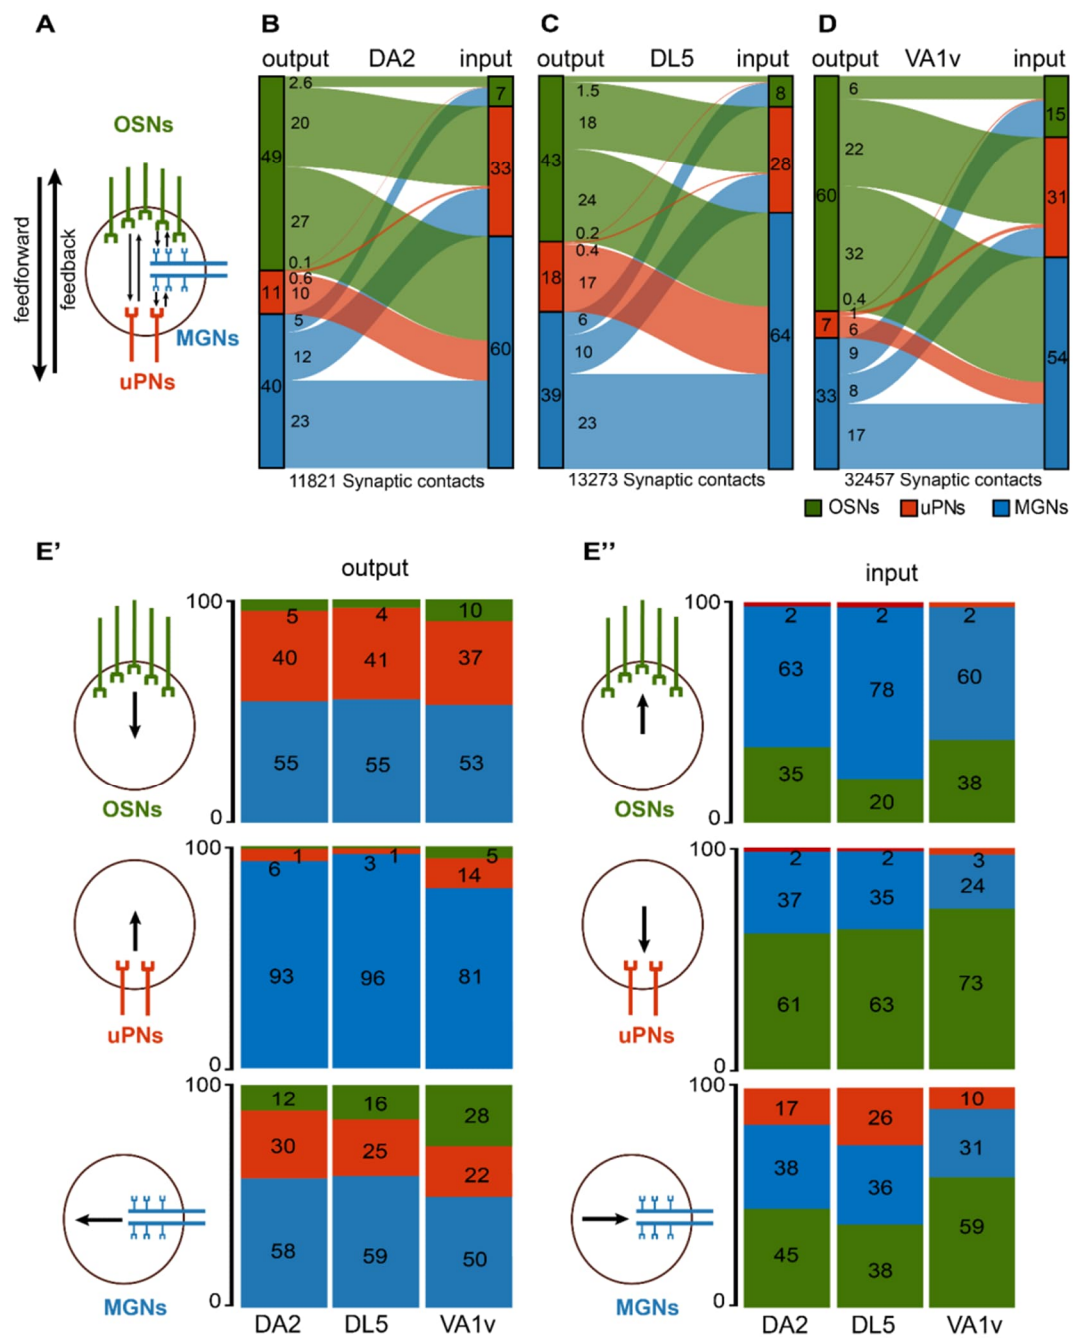 A
B
C
D
output DA2 input
output DL5 input
output VA1v input
OSNs
feedforward
feedback
MGNs
uPNs
2.6
20
49
27
0.1
0.6
11
10
5
12
40
23
7
33
60
11821 Synaptic contacts
1.5
18
43
24
0.2
0.4
18
17
6
10
39
23
8
28
64
13273 Synaptic contacts
6
22
60
32
0.4
1
7
6
9
8
33
17
15
31
54
32457 Synaptic contacts
OSNs uPNs MGNs
E’
output
100
0
OSNs
5 4 10
40 41 37
55 55 53
100
0
uPNs
1 1 5
6 3 14
93 96 81
100
0
MGNs
12 16 28
30 25 22
58 59 50
DA2 DL5 VA1v
E’’
input
100
0
OSNs
2 2 2
63 78 60
35 20 38
100
0
uPNs
2 2 3
37 35 24
61 63 73
100
0
MGNs
17 26 10
38 36 31
45 38 59
DA2 DL5 VA1v